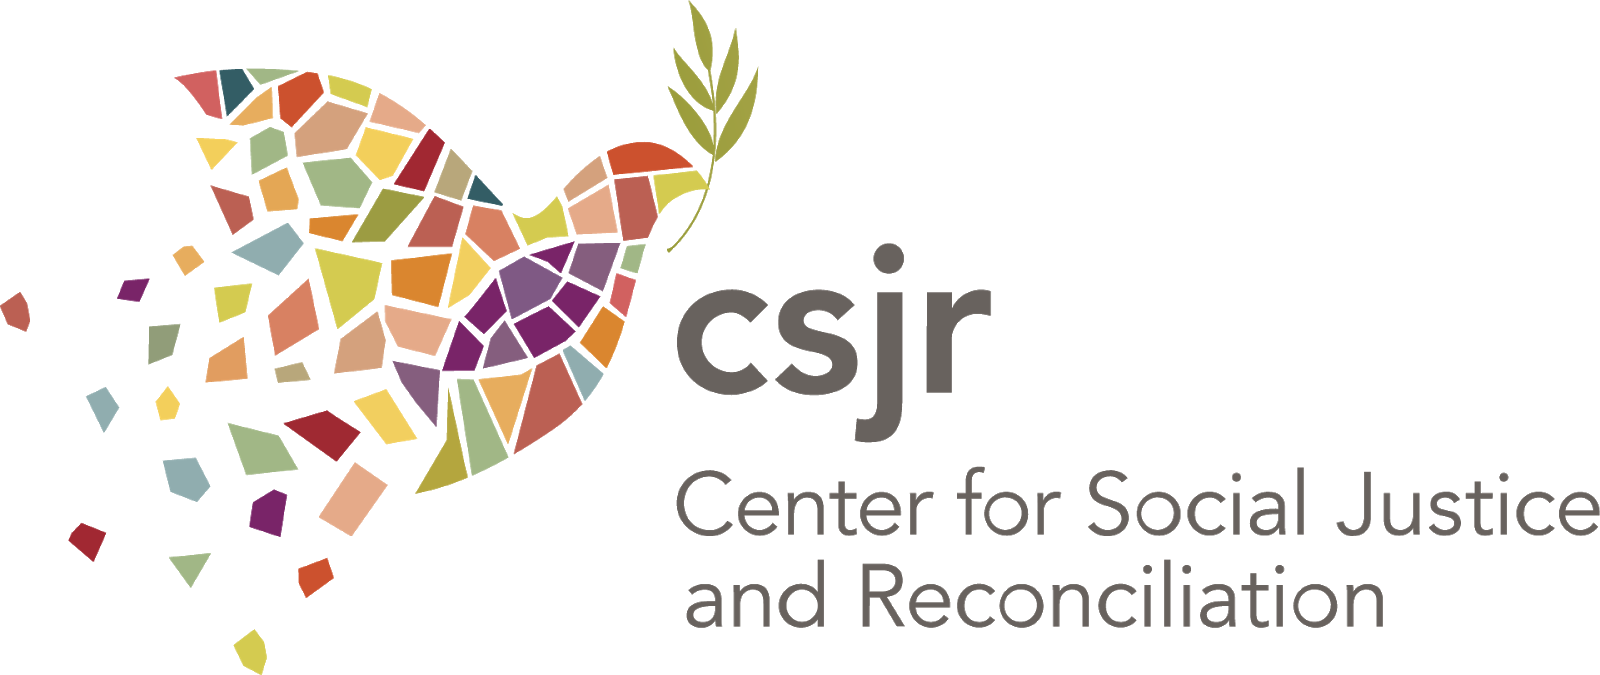 csjr
Center for Social Justice
and Reconciliation